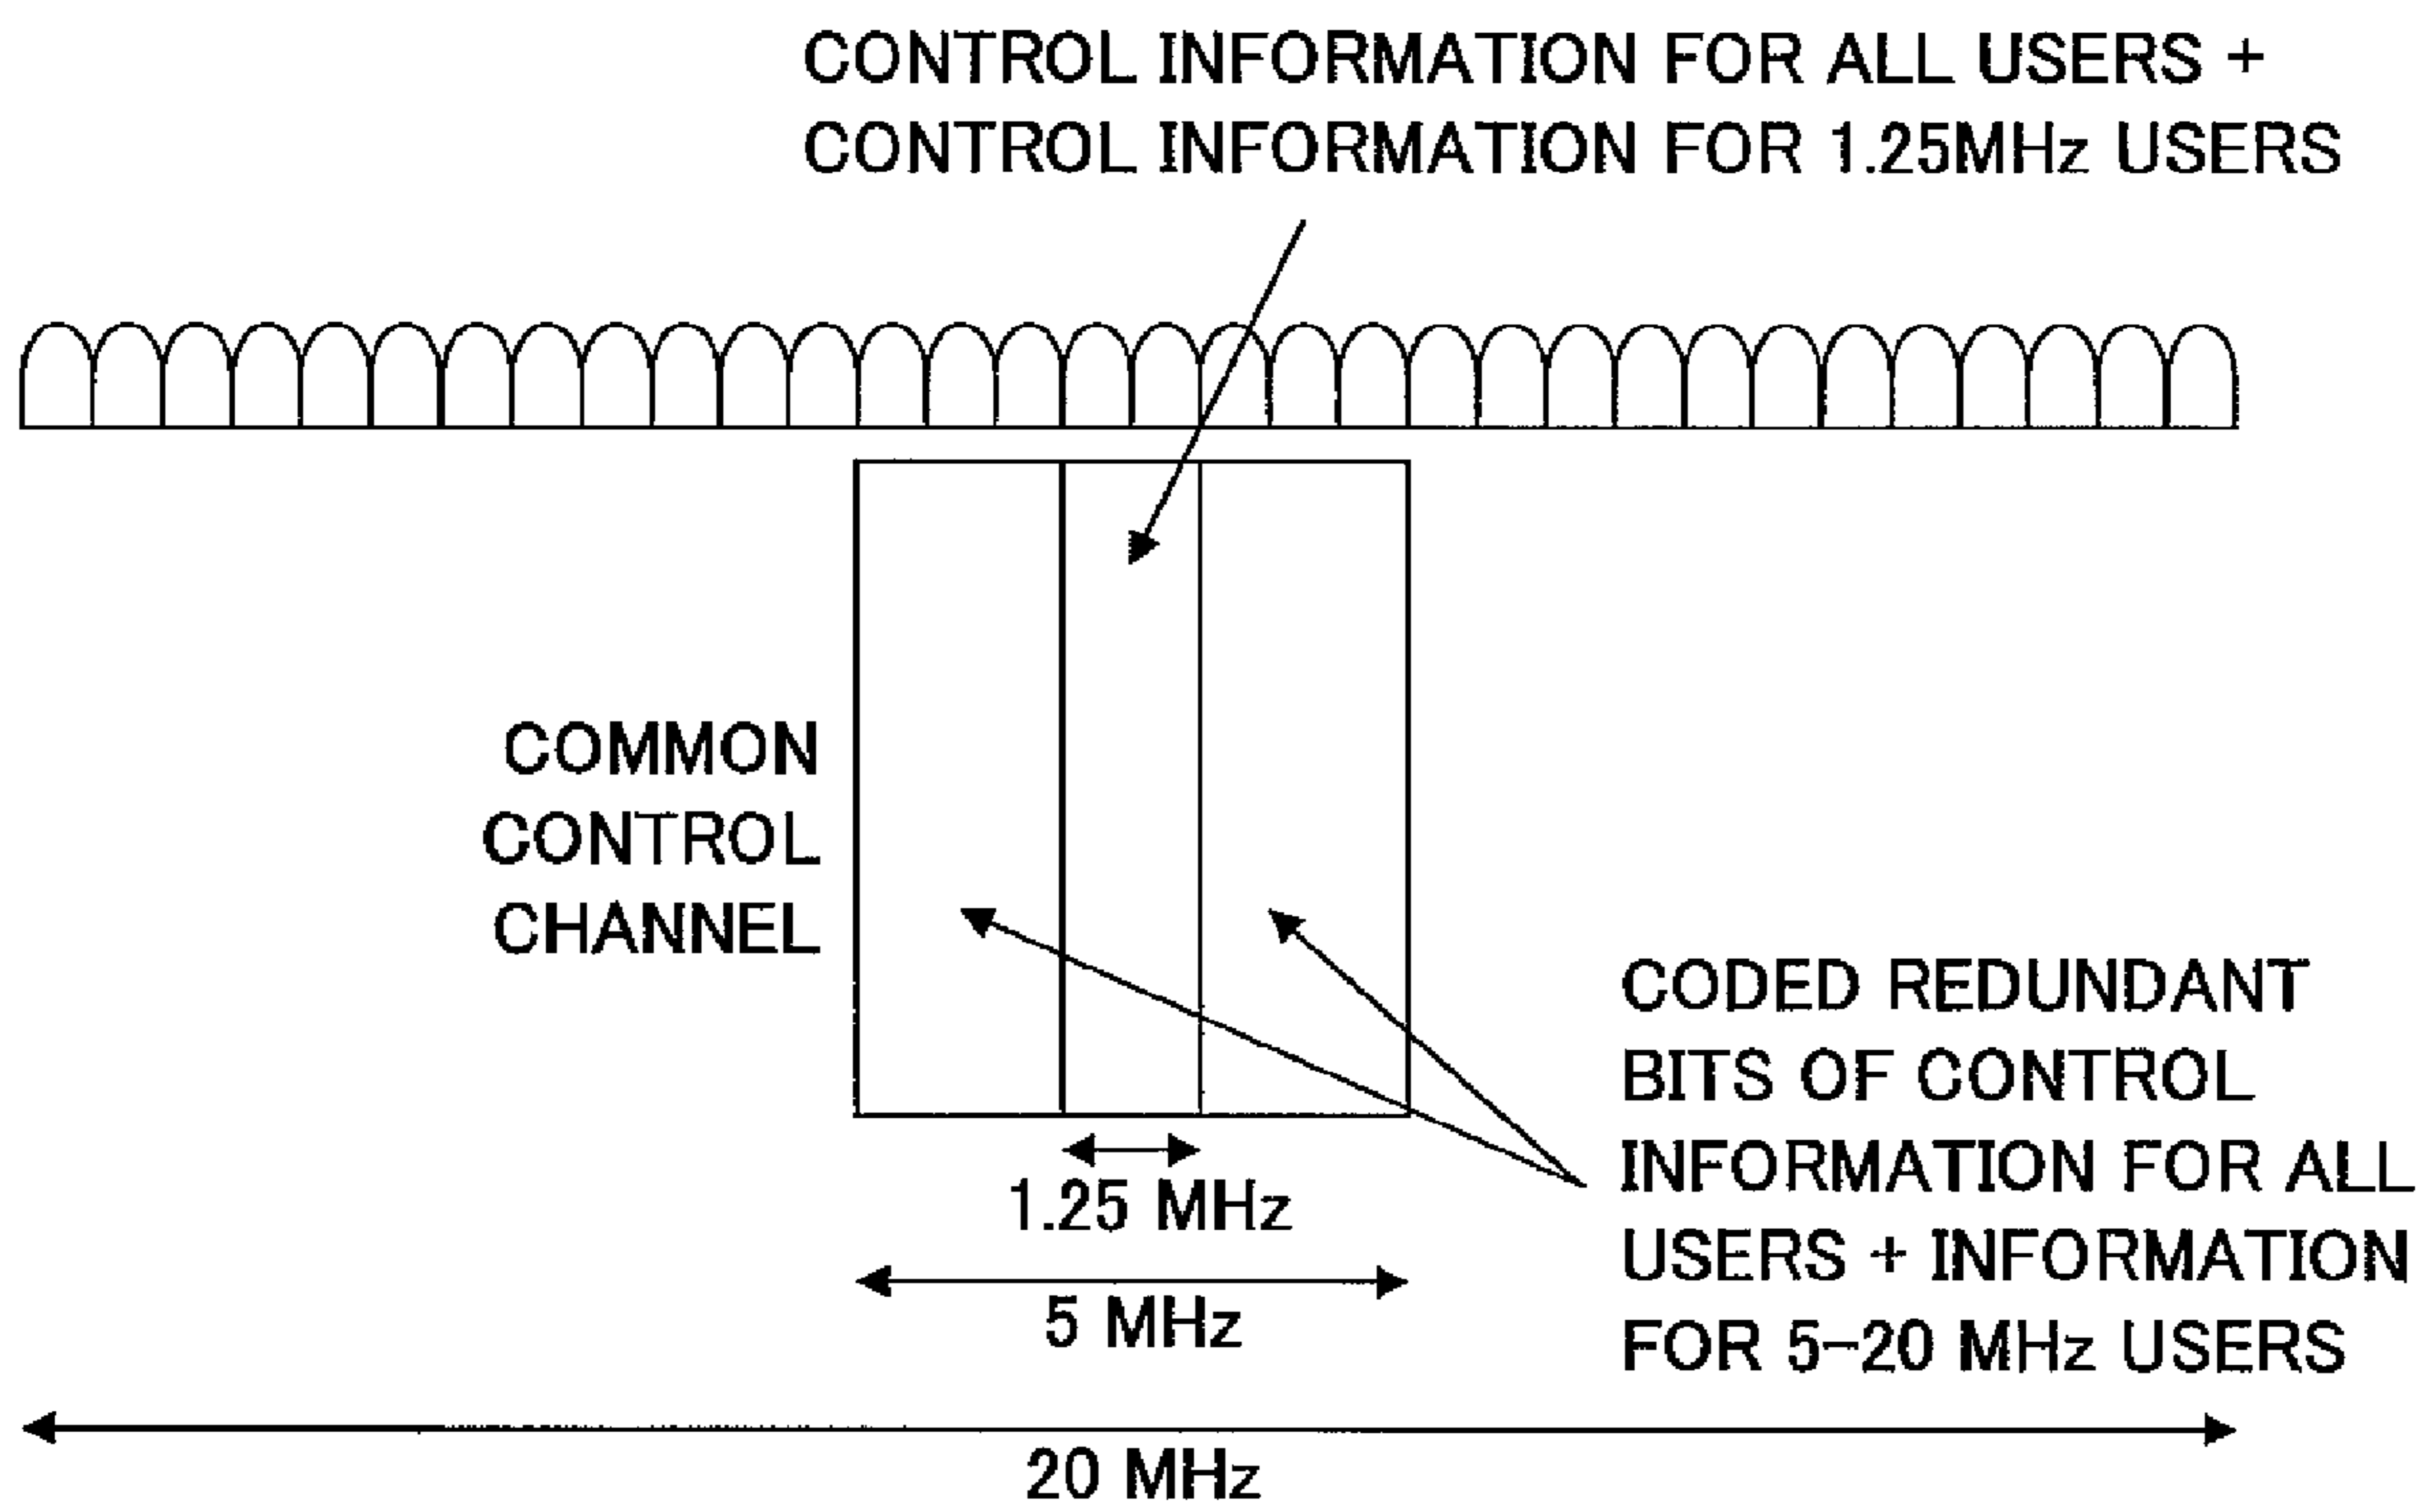 CONTROL INFORMATION FOR ALL USERS +
CONTROL INFORMATION FOR 1.25MHz USERS
COMMON
CONTROL
CHANNEL
CODED REDUNDANT
BITS OF CONTROL
INFORMATION FOR ALL
USERS + INFORMATION
FOR 5-20 MHz USERS
1.25 MHz
5 MHz
20 MHz